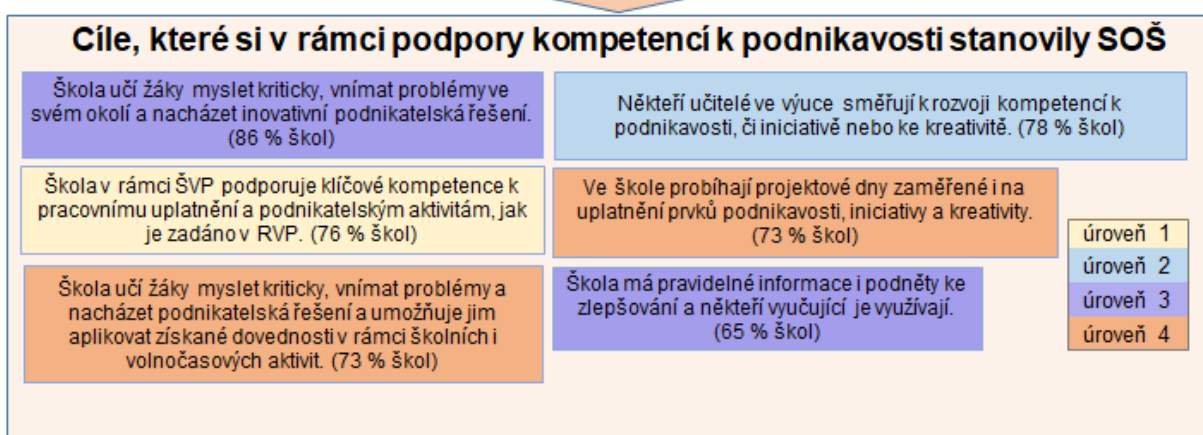 Cíle, které si v rámci podpory kompetencí k podnikavosti stanovily SOŠ
Škola učí žáky myslet kriticky, vnímat problémy ve
svém okolí a nacházet inovativní podnikatelská řešení.
(86 % škol)
Někteří učitelé ve výuce směřují k rozvoji kompetencí k
podnikavosti, či iniciativě nebo ke kreativitě. (78 % škol)
Škola v rámci ŠVP podporuje klíčové kompetence k
pracovnímu uplatnění a podnikatelským aktivitám, jak
je zadáno v RVP. (76 % škol)
Ve škole probíhají projektové dny zaměřené i na
uplatnění prvků podnikavosti, iniciativy a kreativity.
(73 % škol)
Škola učí žáky myslet kriticky, vnímat problémy a
nacházet podnikatelská řešení a umožňuje jim
aplikovat získané dovednosti v rámci školních i
volnočasových aktivit. (73 % škol)
Škola má pravidelné informace i podněty ke
zlepšování a někteří vyučující je využívají.
(65 % škol)
úroveň 1
úroveň 2
úroveň 3
úroveň 4